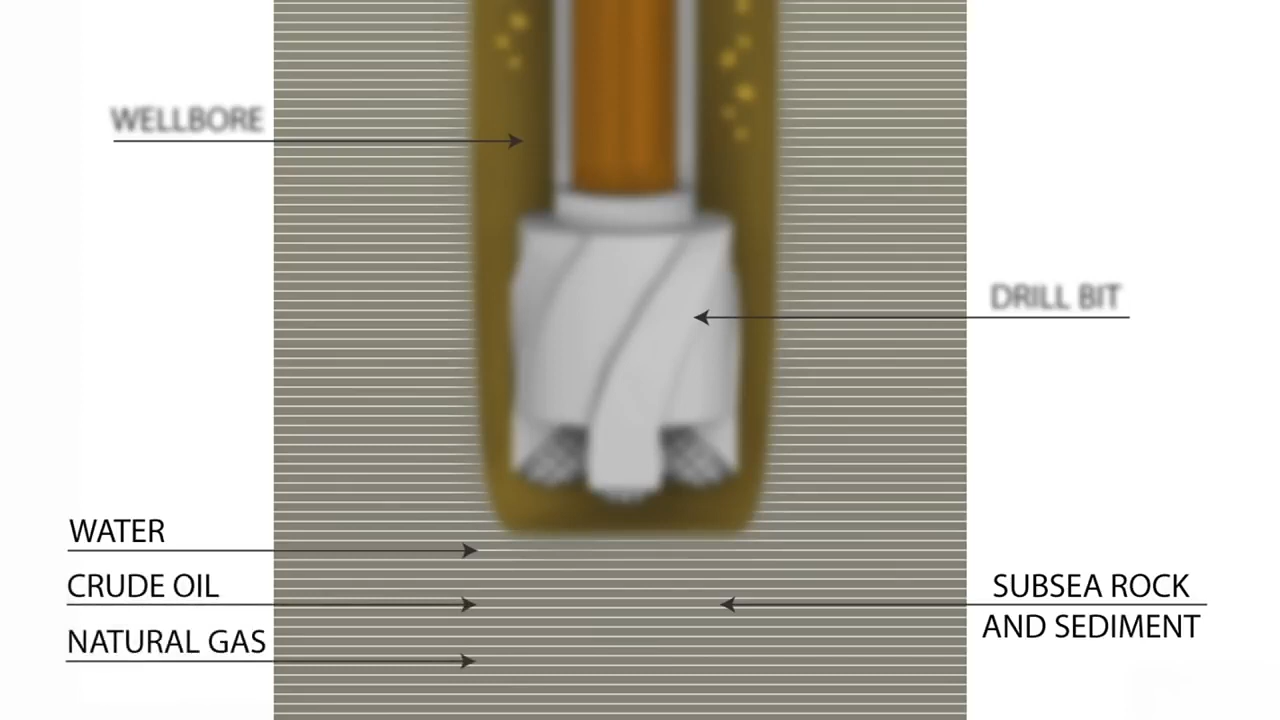 WELLBORE
DRILL BIT
WATER
CRUDE OIL
NATURAL GAS
SUBSEA ROCK
AND SEDIMENT